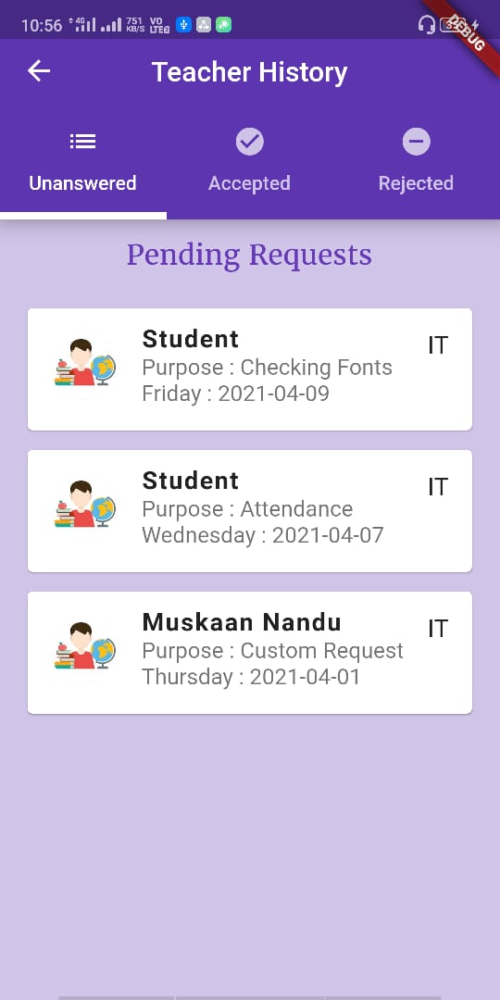 10:56 4G 751 KB/S VO LTE
DEBUG
Teacher History
Unanswered Accepted Rejected
Pending Requests
Student IT
Purpose : Checking Fonts
Friday : 2021-04-09
Student IT
Purpose : Attendance
Wednesday : 2021-04-07
Muskaan Nandu IT
Purpose : Custom Request
Thursday : 2021-04-01